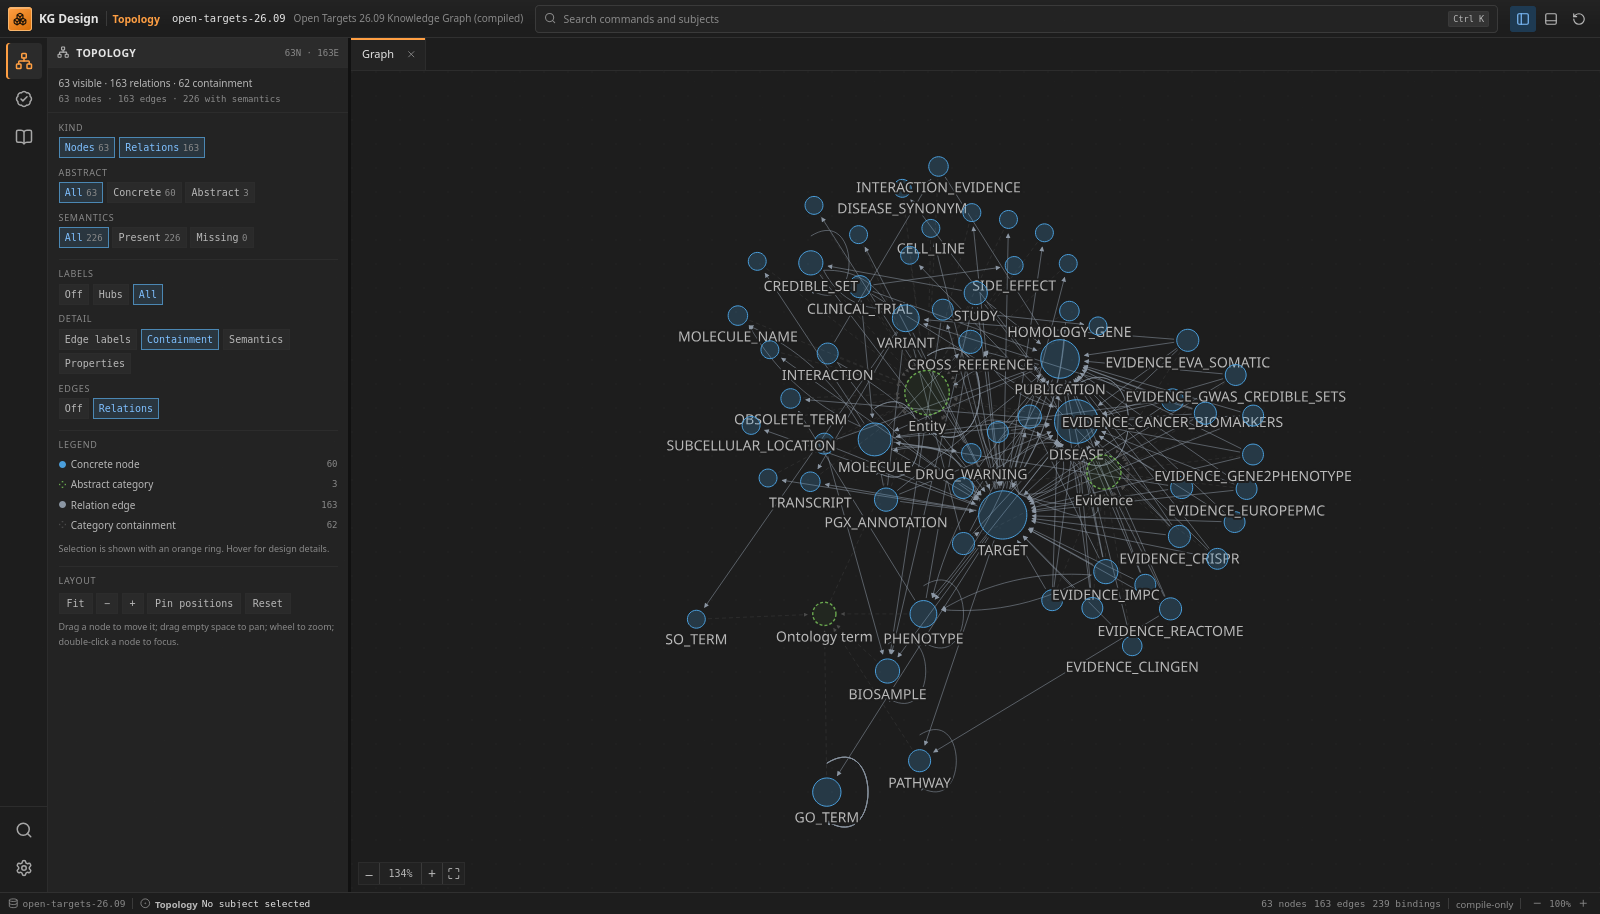 KG Design Topology open-targets-26.09 Open Targets 26.09 Knowledge Graph (compiled) Search commands and subjects Ctrl K
TOPOLOGY 63N · 163E
63 visible · 163 relations · 62 containment
63 nodes · 163 edges · 226 with semantics
KIND
Nodes 63 Relations 163
ABSTRACT
All 63 Concrete 60 Abstract 3
SEMANTICS
All 226 Present 226 Missing 0
LABELS
Off Hubs All
DETAIL
Edge labels Containment Semantics
Properties
EDGES
Off Relations
LEGEND
Concrete node 60
Abstract category 3
Relation edge 163
Category containment 62
Selection is shown with an orange ring. Hover for design details.
LAYOUT
Fit − + Pin positions Reset
Drag a node to move it; drag empty space to pan; wheel to zoom;
double-click a node to focus.
Graph ×
INTERACTION_EVIDENCE
DISEASE_SYNONYM
CELL_LINE
CREDIBLE_SET
SIDE_EFFECT
CLINICAL_TRIAL
STUDY
MOLECULE_NAME
VARIANT
HOMOLOGY_GENE
CROSS_REFERENCE
EVIDENCE_EVA_SOMATIC
INTERACTION
PUBLICATION
EVIDENCE_GWAS_CREDIBLE_SETS
OBSOLETE_TERM
Entity
EVIDENCE_CANCER_BIOMARKERS
SUBCELLULAR_LOCATION
DISEASE
MOLECULE
DRUG_WARNING
EVIDENCE_GENE2PHENOTYPE
TRANSCRIPT
Evidence
EVIDENCE_EUROPEPMC
PGX_ANNOTATION
TARGET
EVIDENCE_CRISPR
EVIDENCE_IMPC
SO_TERM
Ontology term
PHENOTYPE
EVIDENCE_REACTOME
EVIDENCE_CLINGEN
BIOSAMPLE
PATHWAY
GO_TERM
– 134% +
open-targets-26.09 Topology No subject selected 63 nodes 163 edges 239 bindings compile-only − 100% +